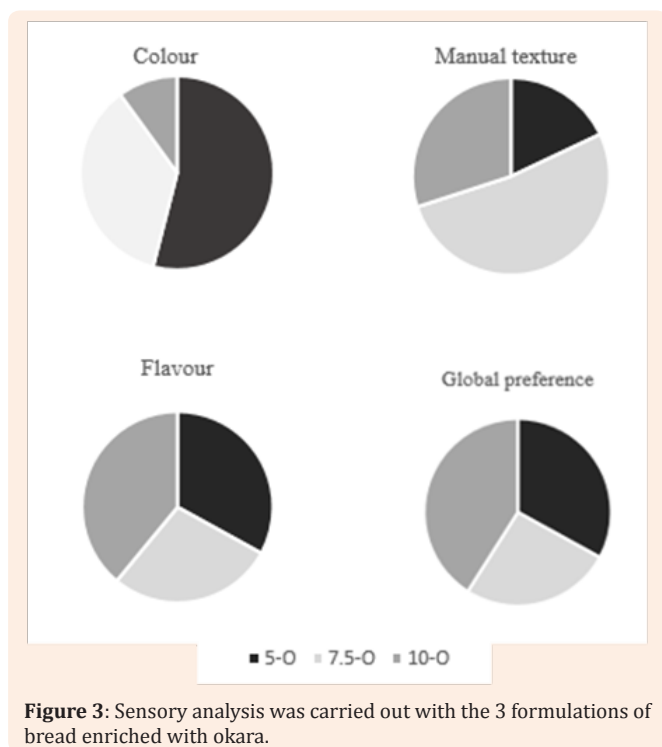 Colour
Manual texture
Flavour
Global preference
5-O 7.5-O 10-O
Figure 3: Sensory analysis was carried out with the 3 formulations of
bread enriched with okara.